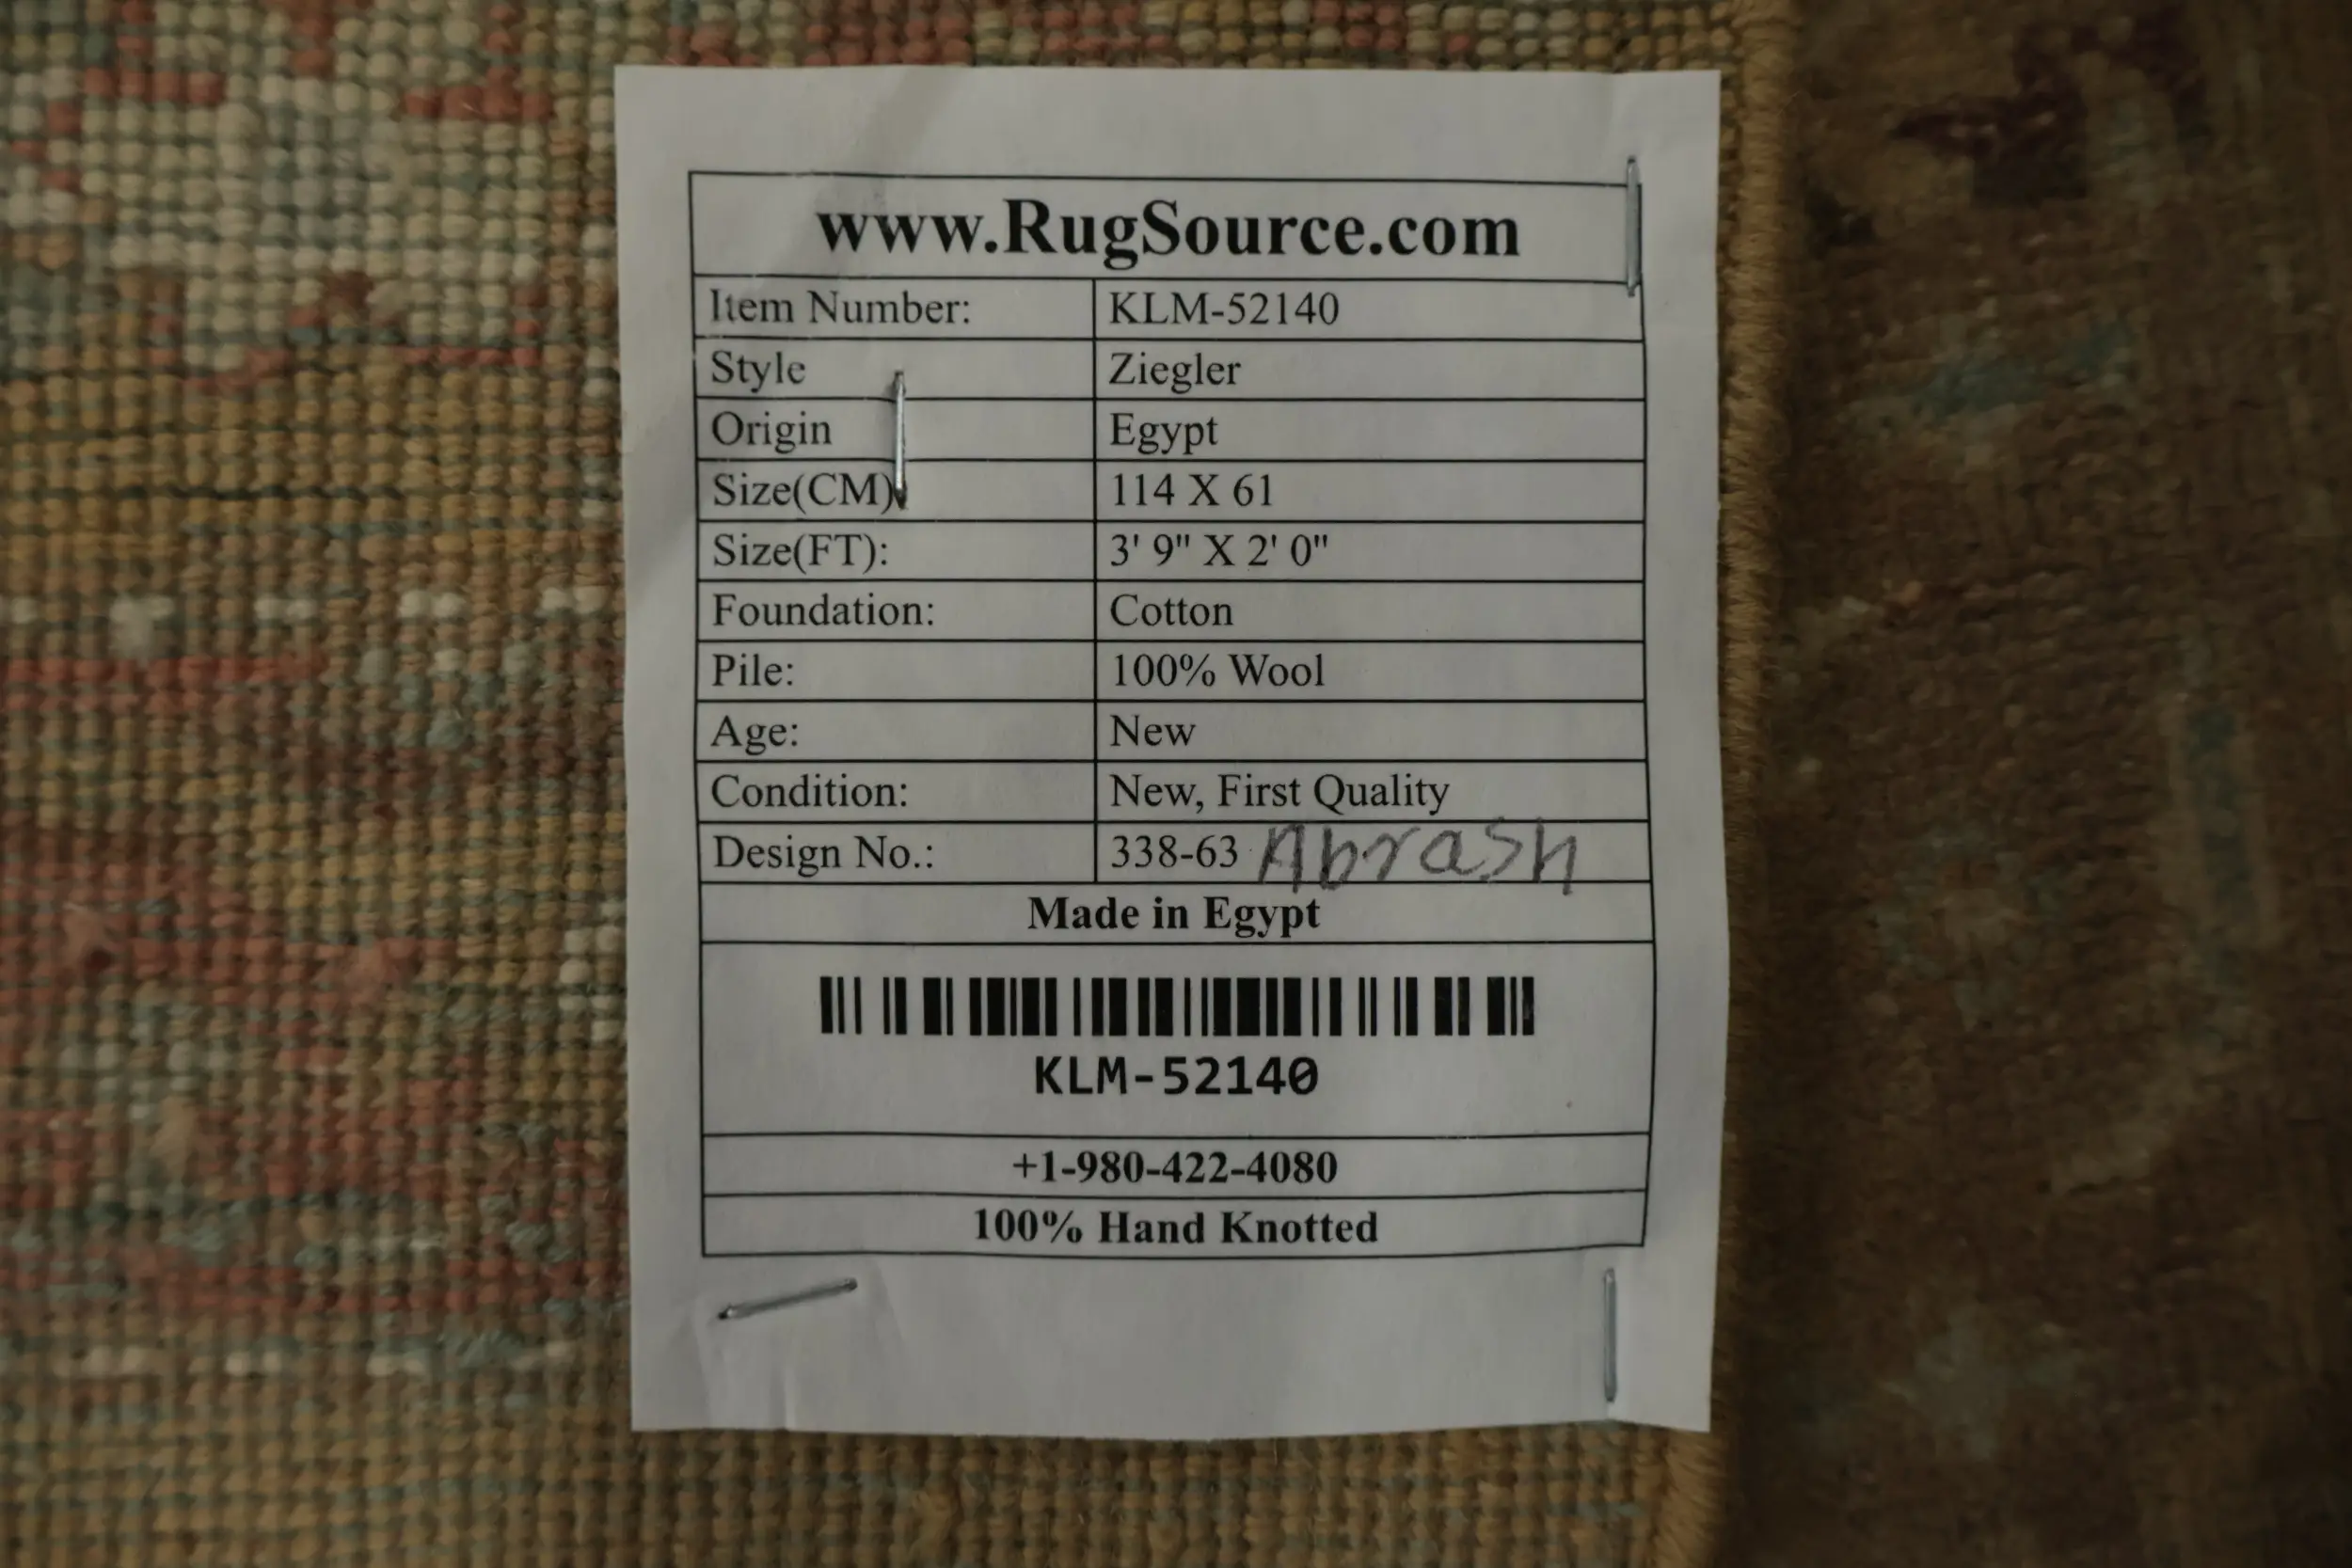 www.RugSource.com
Item Number: KLM-52140
Style Ziegler
Origin Egypt
Size(CM) 114 X 61
Size(FT): 3' 9" X 2' 0"
Foundation: Cotton
Pile: 100% Wool
Age: New
Condition: New, First Quality
Design No.: 338-63 Abrash
Made in Egypt
KLM-52140
+1-980-422-4080
100% Hand Knotted